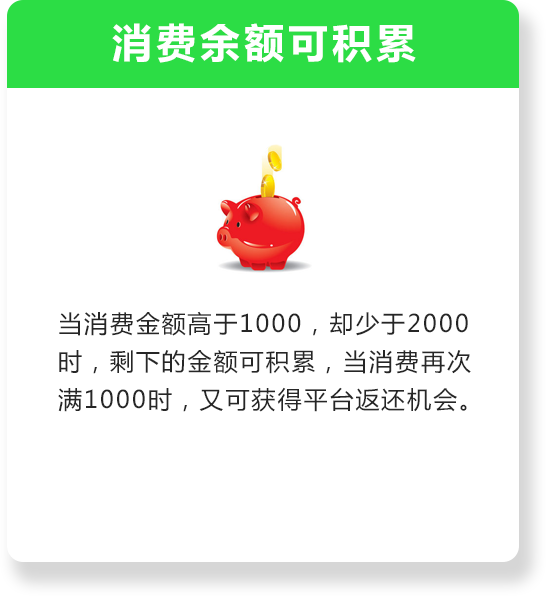 消费余额可积累
当消费金额高于1000，却少于2000
时，剩下的金额可积累，当消费再次
满1000时，又可获得平台返还机会。